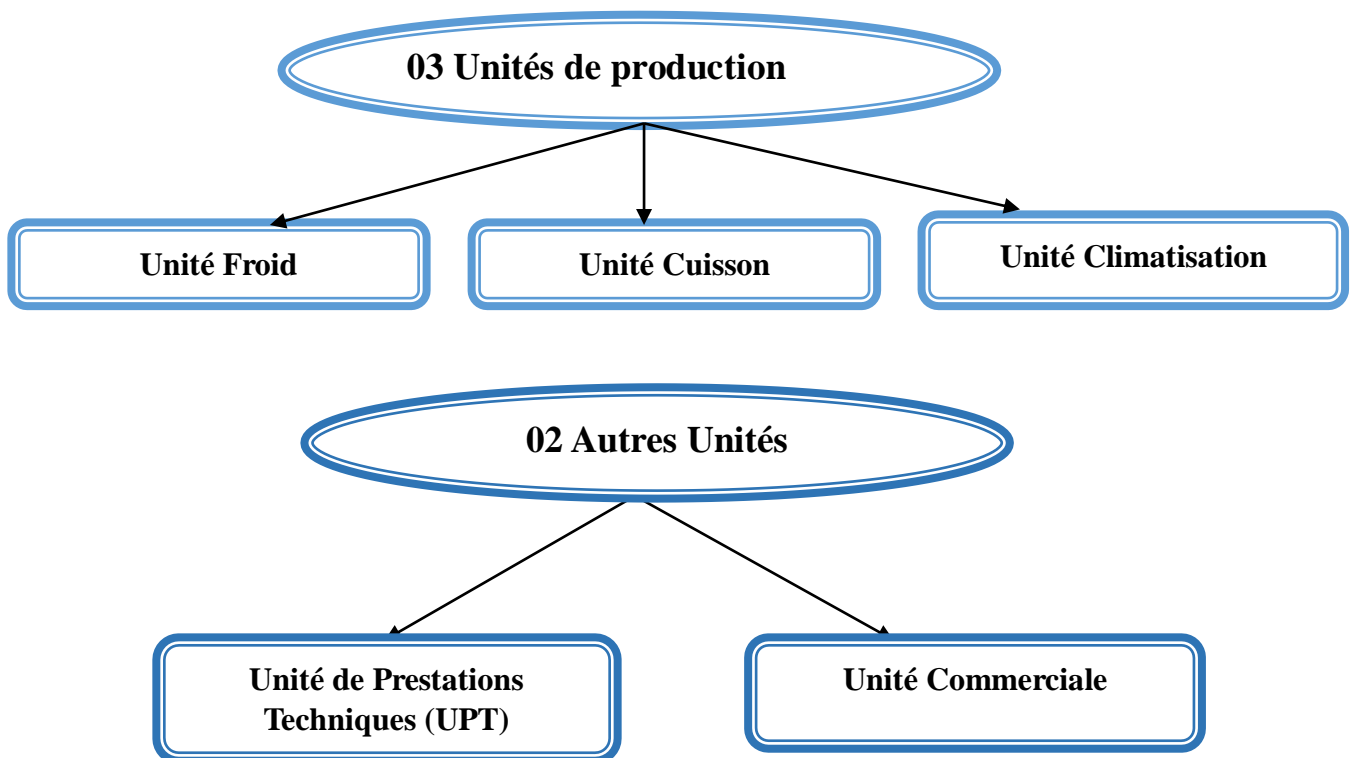 03 Unités de production
Unité Froid
Unité Cuisson
Unité Climatisation
02 Autres Unités
Unité de Prestations
Techniques (UPT)
Unité Commerciale